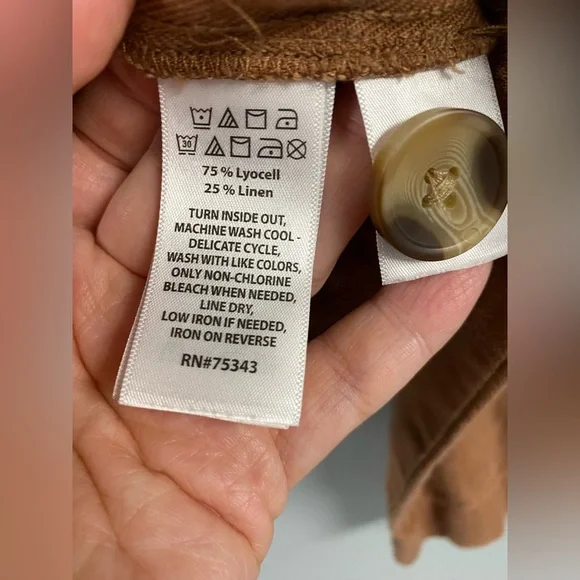 30
75 % Lyocell
25 % Linen
TURN INSIDE OUT,
MACHINE WASH COOL -
DELICATE CYCLE,
WASH WITH LIKE COLORS,
ONLY NON-CHLORINE
BLEACH WHEN NEEDED,
LINE DRY,
LOW IRON IF NEEDED,
IRON ON REVERSE
RN#75343